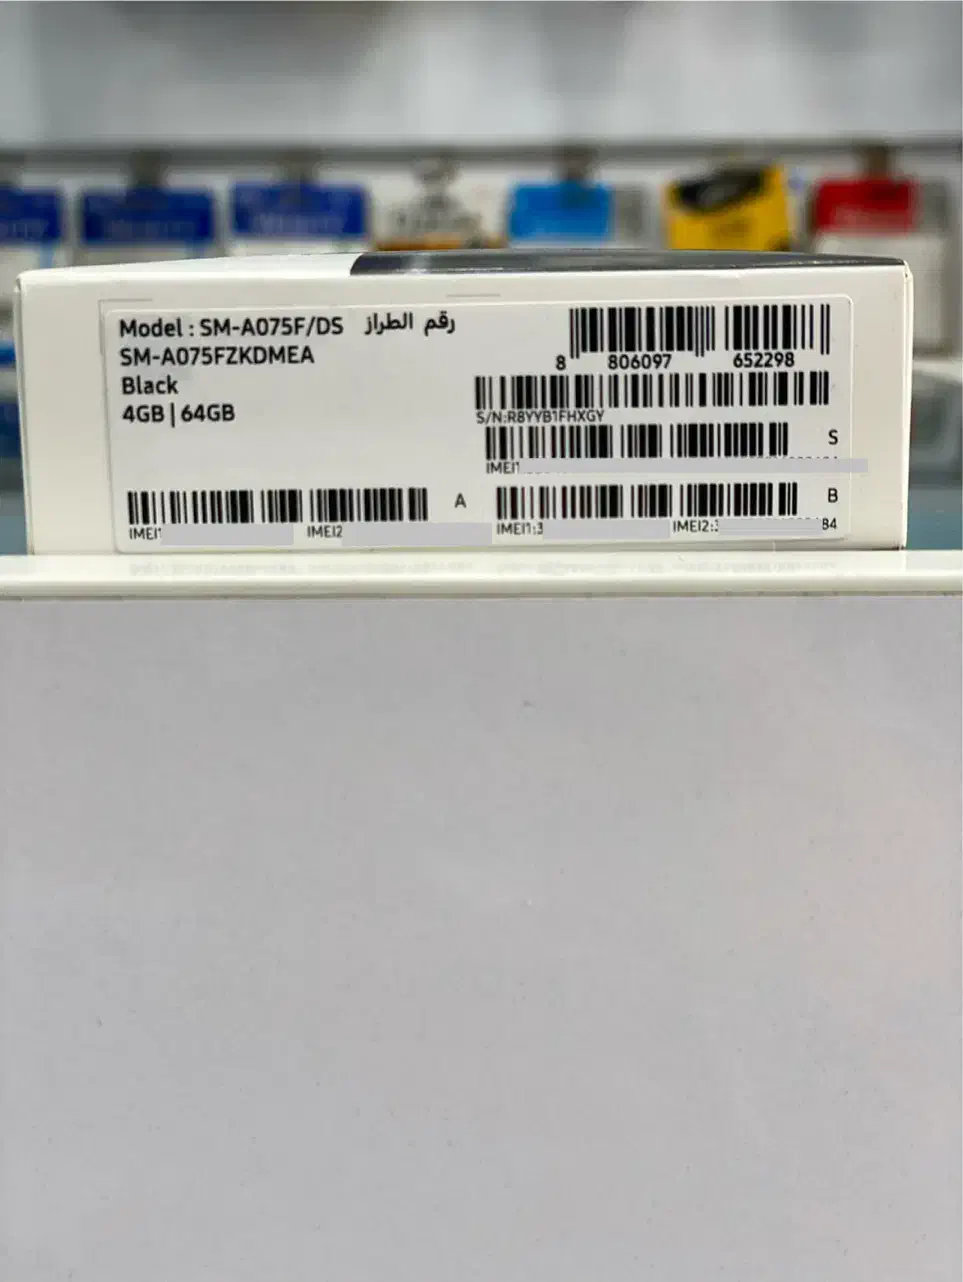 Model : SM-A075F/DS رقم الطراز
SM-A075FZKDMEA
Black
4GB | 64GB
8 806097 652298
S/N:R8YYB1FHXGY
S
IMEI1
A
IMEI1 IMEI2
B
IMEI1:3 IMEI2:3 84